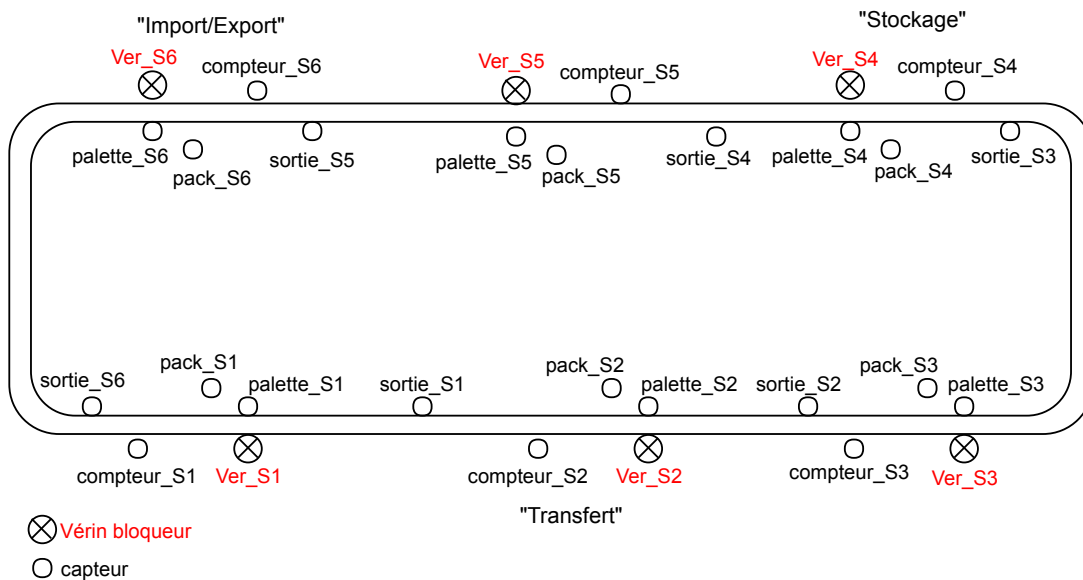 "Import/Export"
"Stockage"
Ver_S6
compteur_S6
Ver_S5
compteur_S5
Ver_S4
compteur_S4
palette_S6
sortie_S5
palette_S5
sortie_S4
palette_S4
sortie_S3
pack_S6
pack_S5
pack_S4
sortie_S6
pack_S1
palette_S1
sortie_S1
pack_S2
palette_S2
sortie_S2
pack_S3
palette_S3
compteur_S1
Ver_S1
compteur_S2
Ver_S2
compteur_S3
Ver_S3
"Transfert"
Vérin bloqueur
capteur